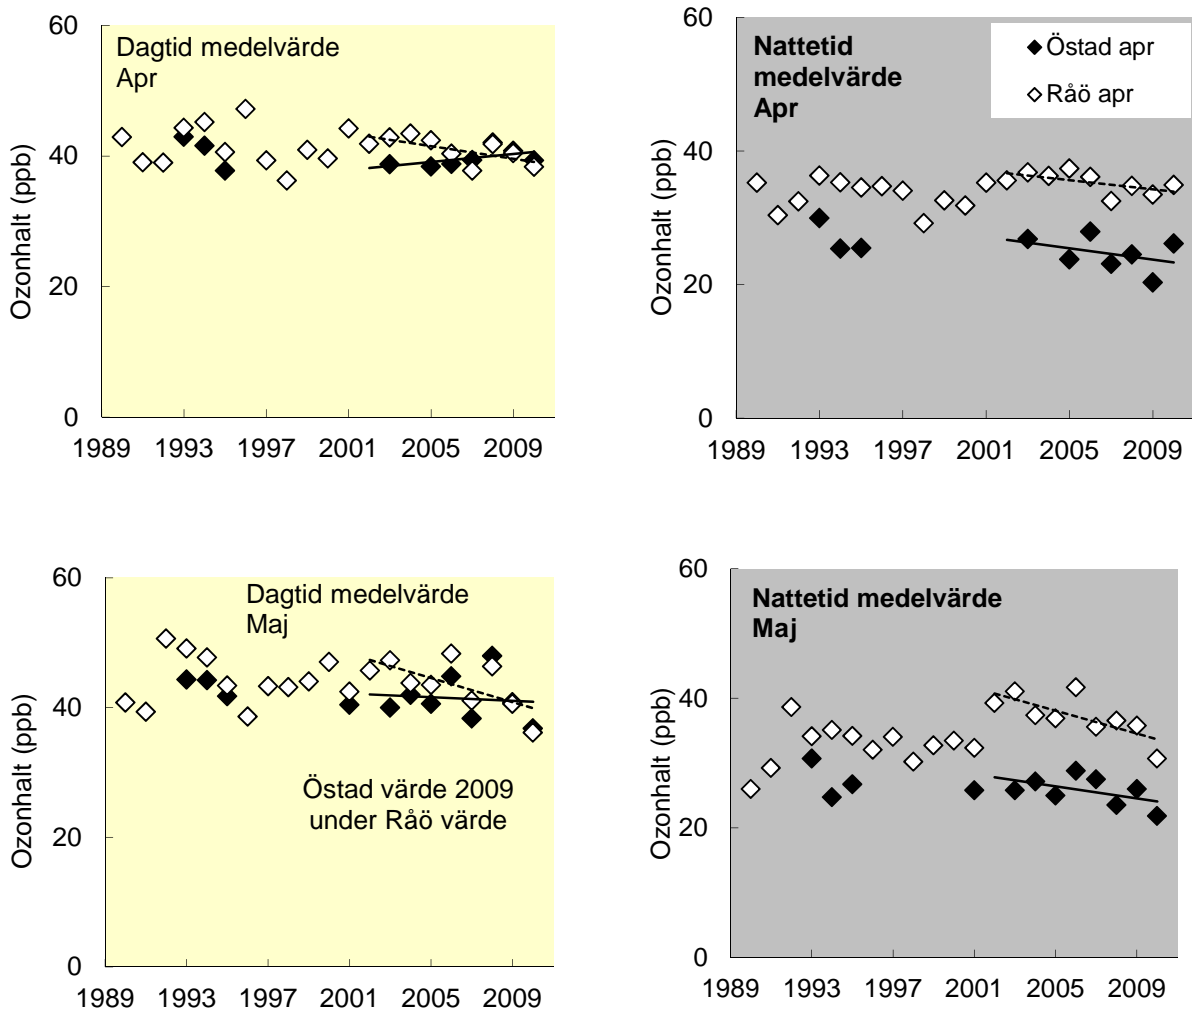 60
40
20
0
Ozonhalt (ppb)
Dagtid medelvärde
Apr
1989 1993 1997 2001 2005 2009
60
40
20
0
Ozonhalt (ppb)
Nattetid
medelvärde
Apr
Östad apr
Råö apr
1989 1993 1997 2001 2005 2009
60
40
20
0
Ozonhalt (ppb)
Dagtid medelvärde
Maj
Östad värde 2009
under Råö värde
1989 1993 1997 2001 2005 2009
60
40
20
0
Ozonhalt (ppb)
Nattetid medelvärde
Maj
1989 1993 1997 2001 2005 2009